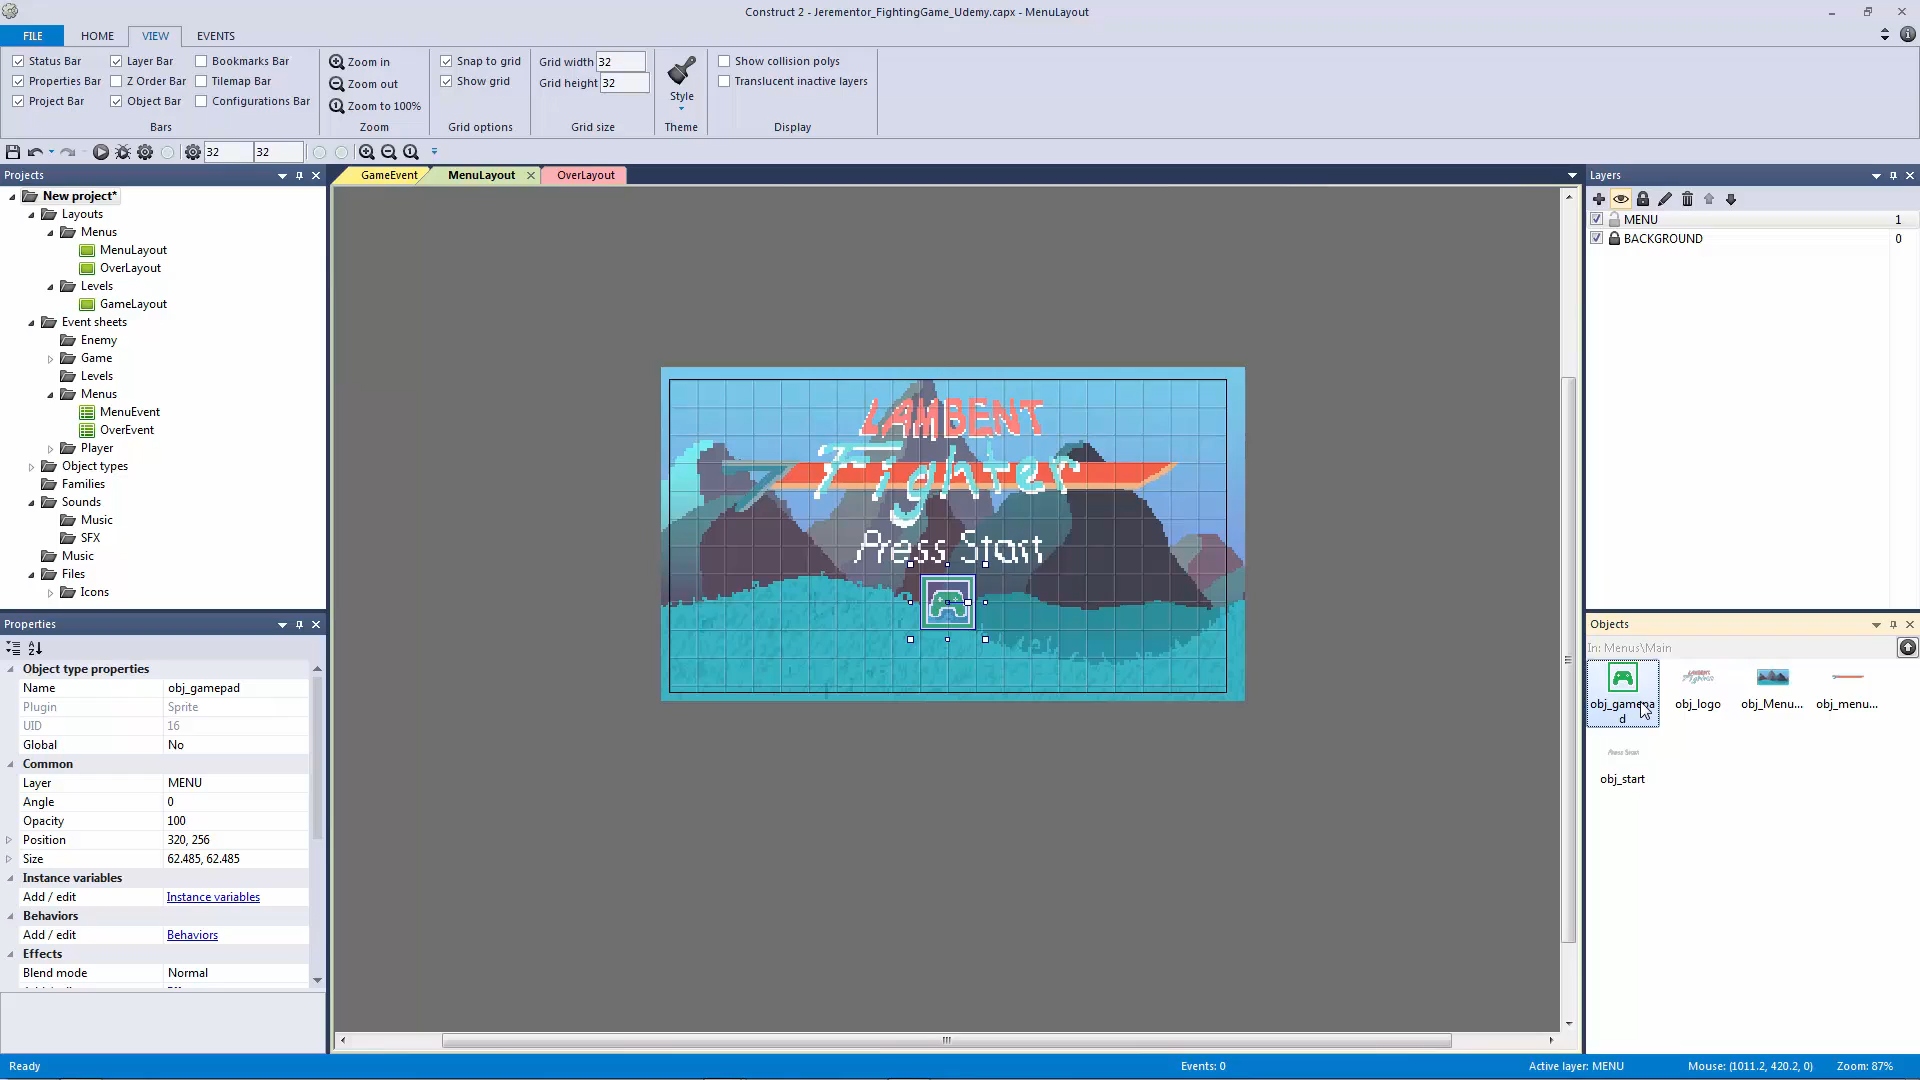 Construct 2 - Jerementor_FightingGame_Udemy.capx - MenuLayout
FILE HOME VIEW EVENTS
Status Bar Layer Bar Bookmarks Bar
Properties Bar Z Order Bar Tilemap Bar
Project Bar Object Bar Configurations Bar
Bars
Zoom in
Zoom out
Zoom to 100%
Zoom
Snap to grid
Show grid
Grid options
Grid width 32
Grid height 32
Grid size
Style
Theme
Show collision polys
Translucent inactive layers
Display
32 32
Projects
New project*
Layouts
Menus
MenuLayout
OverLayout
Levels
GameLayout
Event sheets
Enemy
Game
Levels
Menus
MenuEvent
OverEvent
Player
Object types
Families
Sounds
Music
SFX
Music
Files
Icons
Properties
Object type properties
Name obj_gamepad
Plugin Sprite
UID 16
Global No
Common
Layer MENU
Angle 0
Opacity 100
Position 320, 256
Size 62.485, 62.485
Instance variables
Add / edit Instance variables
Behaviors
Add / edit Behaviors
Effects
Blend mode Normal
GameEvent MenuLayout OverLayout
LAMBENT
Fighter
Press Start
Layers
MENU 1
BACKGROUND 0
Objects
In: Menus\Main
obj_gamepad obj_logo obj_Menu... obj_menu...
Press Start
obj_start
Ready Events: 0 Active layer: MENU Mouse: (1011.2, 420.2, 0) Zoom: 87%